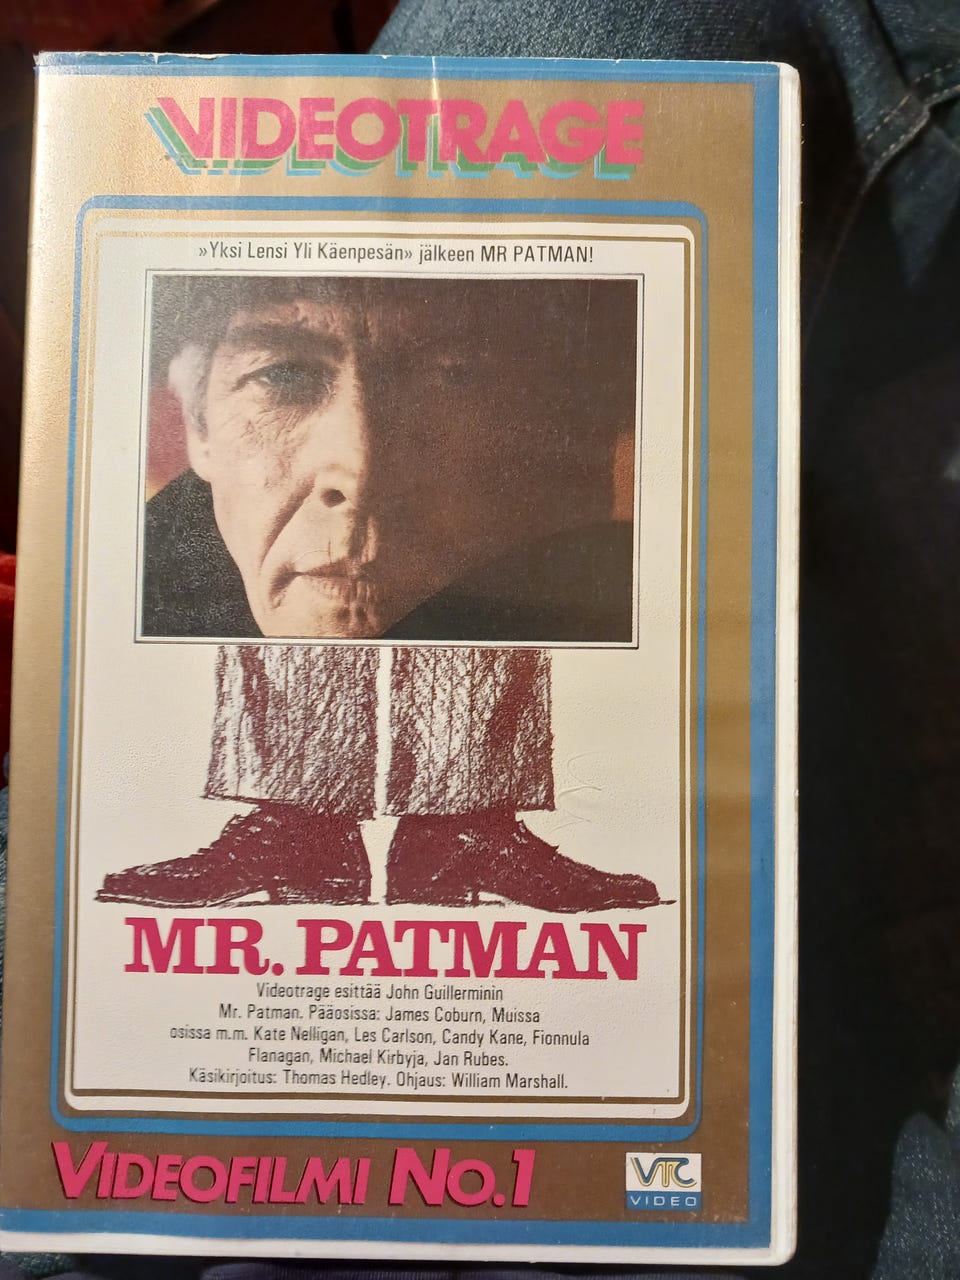 VIDEOTRAGE
»Yksi Lensi Yli Käenpesän» jälkeen MR PATMAN!
MR. PATMAN
Videotrage esittää John Guillerminin
Mr. Patman. Pääosissa: James Coburn, Muissa
osissa m.m. Kate Nelligan, Les Carlson, Candy Kane, Fionnula
Flanagan, Michael Kirbyja, Jan Rubes.
Käsikirjoitus: Thomas Hedley. Ohjaus: William Marshall.
VIDEOFILMI NO.1
VTC
VIDEO